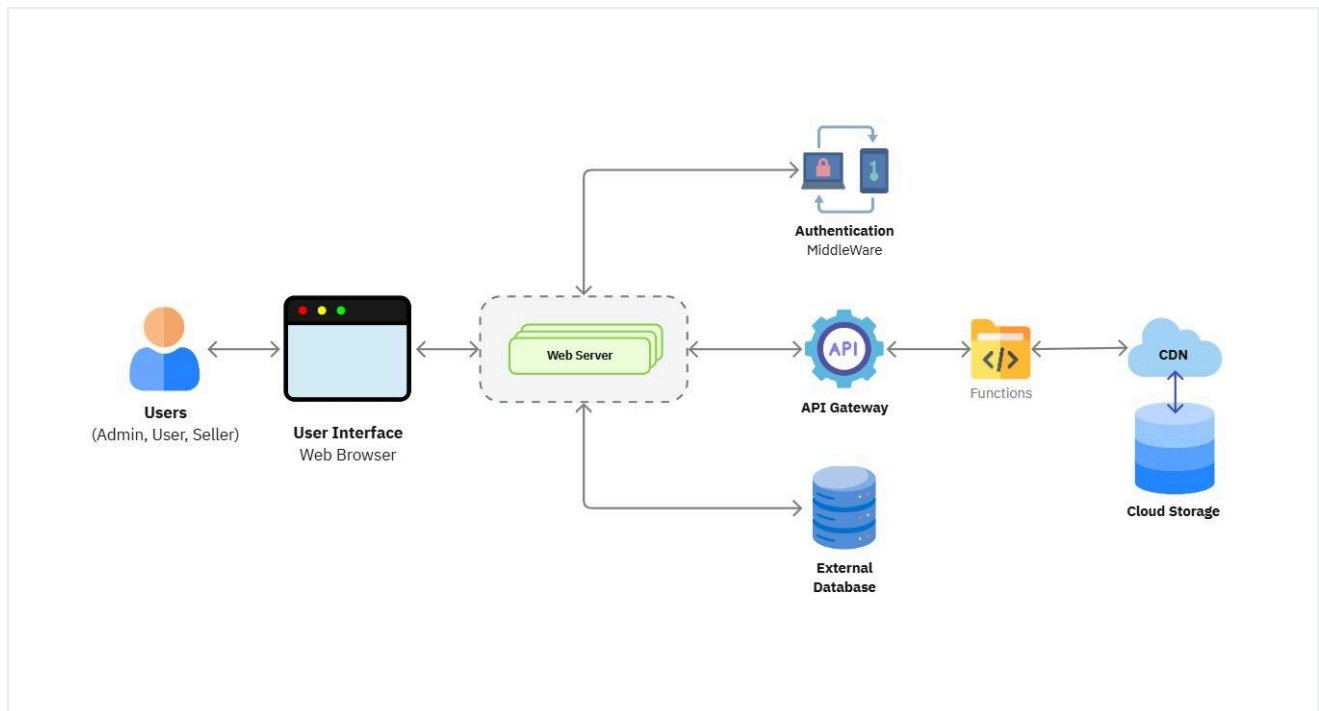 Authentication
MiddleWare
Web Server
Users
(Admin, User, Seller)
User Interface
Web Browser
API
API Gateway
</>
Functions
CDN
Cloud Storage
External
Database